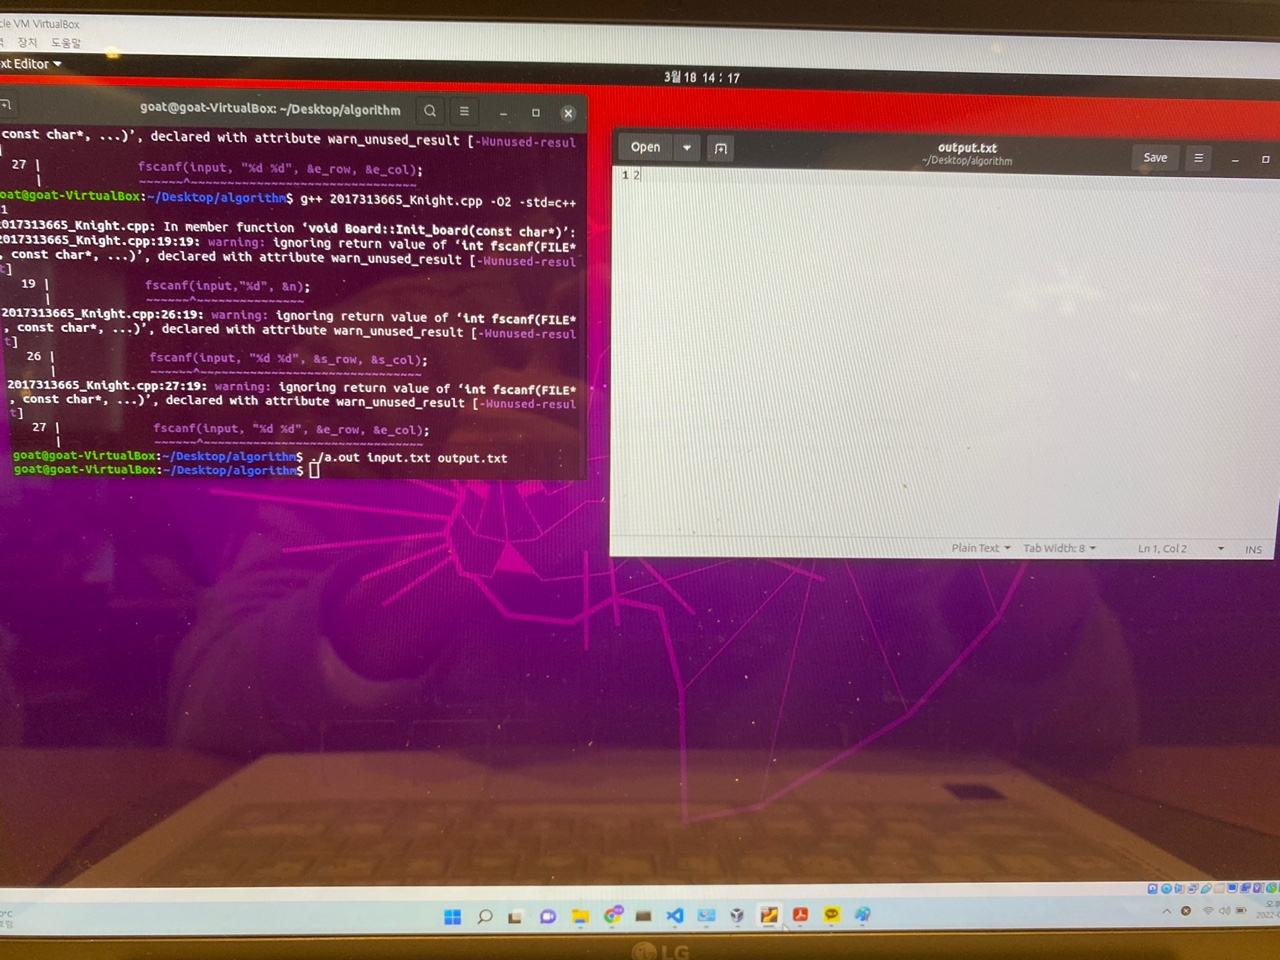 cle VM VirtualBox
장치 도움말
xt Editor
3월 18 14 : 17
goat@goat-VirtualBox: ~/Desktop/algorithm
const char*, ...)’, declared with attribute warn_unused_result [-Wunused-resul
27 | fscanf(input, "%d %d", &e_row, &e_col);
| ~~~~~~^~~~~~~~~~~~~~~~~~~~~~~~~~~~~~~~
oat@goat-VirtualBox:~/Desktop/algorithm$ g++ 2017313665_Knight.cpp -O2 -std=c++
1
2017313665_Knight.cpp: In member function ‘void Board::Init_board(const char*)’:
2017313665_Knight.cpp:19:19: warning: ignoring return value of ‘int fscanf(FILE*
, const char*, ...)’, declared with attribute warn_unused_result [-Wunused-resul
t]
19 | fscanf(input,"%d", &n);
| ~~~~~~^~~~~~~~~~~~~~~~
2017313665_Knight.cpp:26:19: warning: ignoring return value of ‘int fscanf(FILE*
, const char*, ...)’, declared with attribute warn_unused_result [-Wunused-resul
t]
26 | fscanf(input, "%d %d", &s_row, &s_col);
| ~~~~~~^~~~~~~~~~~~~~~~~~~~~~~~~~~~~~~~
2017313665_Knight.cpp:27:19: warning: ignoring return value of ‘int fscanf(FILE*
, const char*, ...)’, declared with attribute warn_unused_result [-Wunused-resul
t]
27 | fscanf(input, "%d %d", &e_row, &e_col);
| ~~~~~~^~~~~~~~~~~~~~~~~~~~~~~~~~~~~~~~
goat@goat-VirtualBox:~/Desktop/algorithm$ ./a.out input.txt output.txt
goat@goat-VirtualBox:~/Desktop/algorithm$
Open
output.txt
~/Desktop/algorithm
Save
1 2
Plain Text Tab Width: 8 Ln 1, Col 2 INS
LG